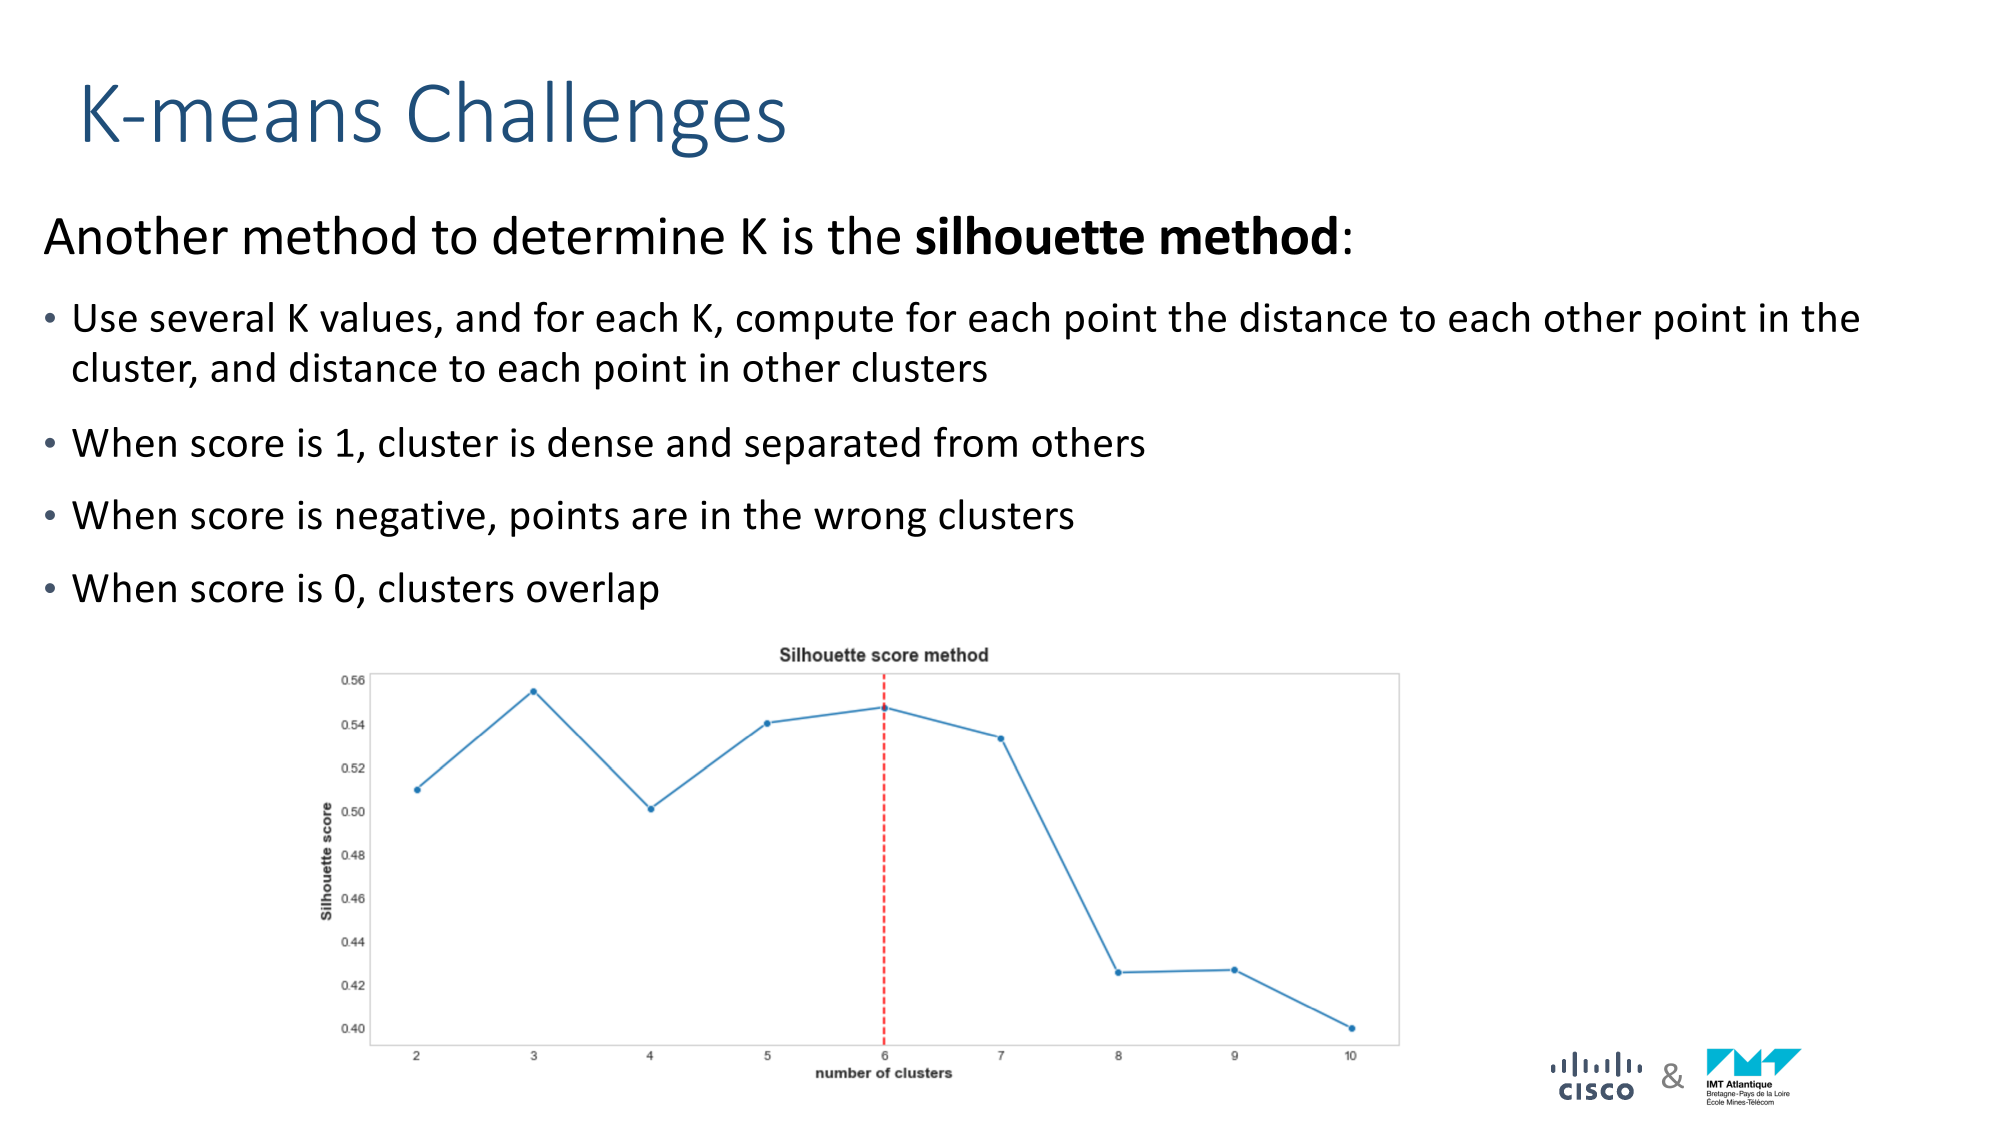 K-means Challenges
Another method to determine K is the silhouette method:
• Use several K values, and for each K, compute for each point the distance to each other point in the
cluster, and distance to each point in other clusters
• When score is 1, cluster is dense and separated from others
• When score is negative, points are in the wrong clusters
• When score is 0, clusters overlap
Silhouette score method
Silhouette score
0.56
0.54
0.52
0.50
0.48
0.46
0.44
0.42
0.40
2 3 4 5 6 7 8 9 10
number of clusters
CISCO
&
IMT Atlantique
Bretagne-Pays de la Loire
École Mines-Télécom